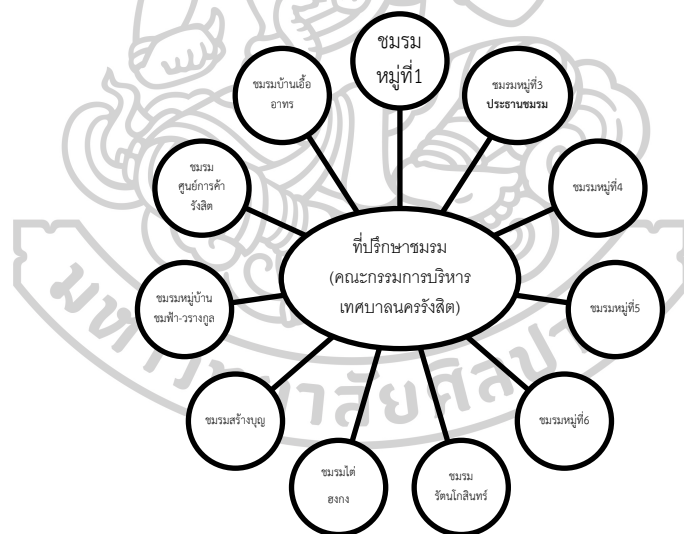 ชมรม
หมู่ที่1
ชมรมหมู่ที่3
ประธานชมรม
ชมรมหมู่ที่4
ชมรมหมู่ที่5
ชมรมหมู่ที่6
ชมรม
รัตนโกสินทร์
ชมรมไต่
ฮงกง
ชมรมสร้างบุญ
ชมรมหมู่บ้าน
ชมฟ้า-วรางกูล
ชมรม
ศูนย์การค้า
รังสิต
ชมรมบ้านเอื้อ
อาทร
ที่ปรึกษาชมรม
(คณะกรรมการบริหาร
เทศบาลนครรังสิต)